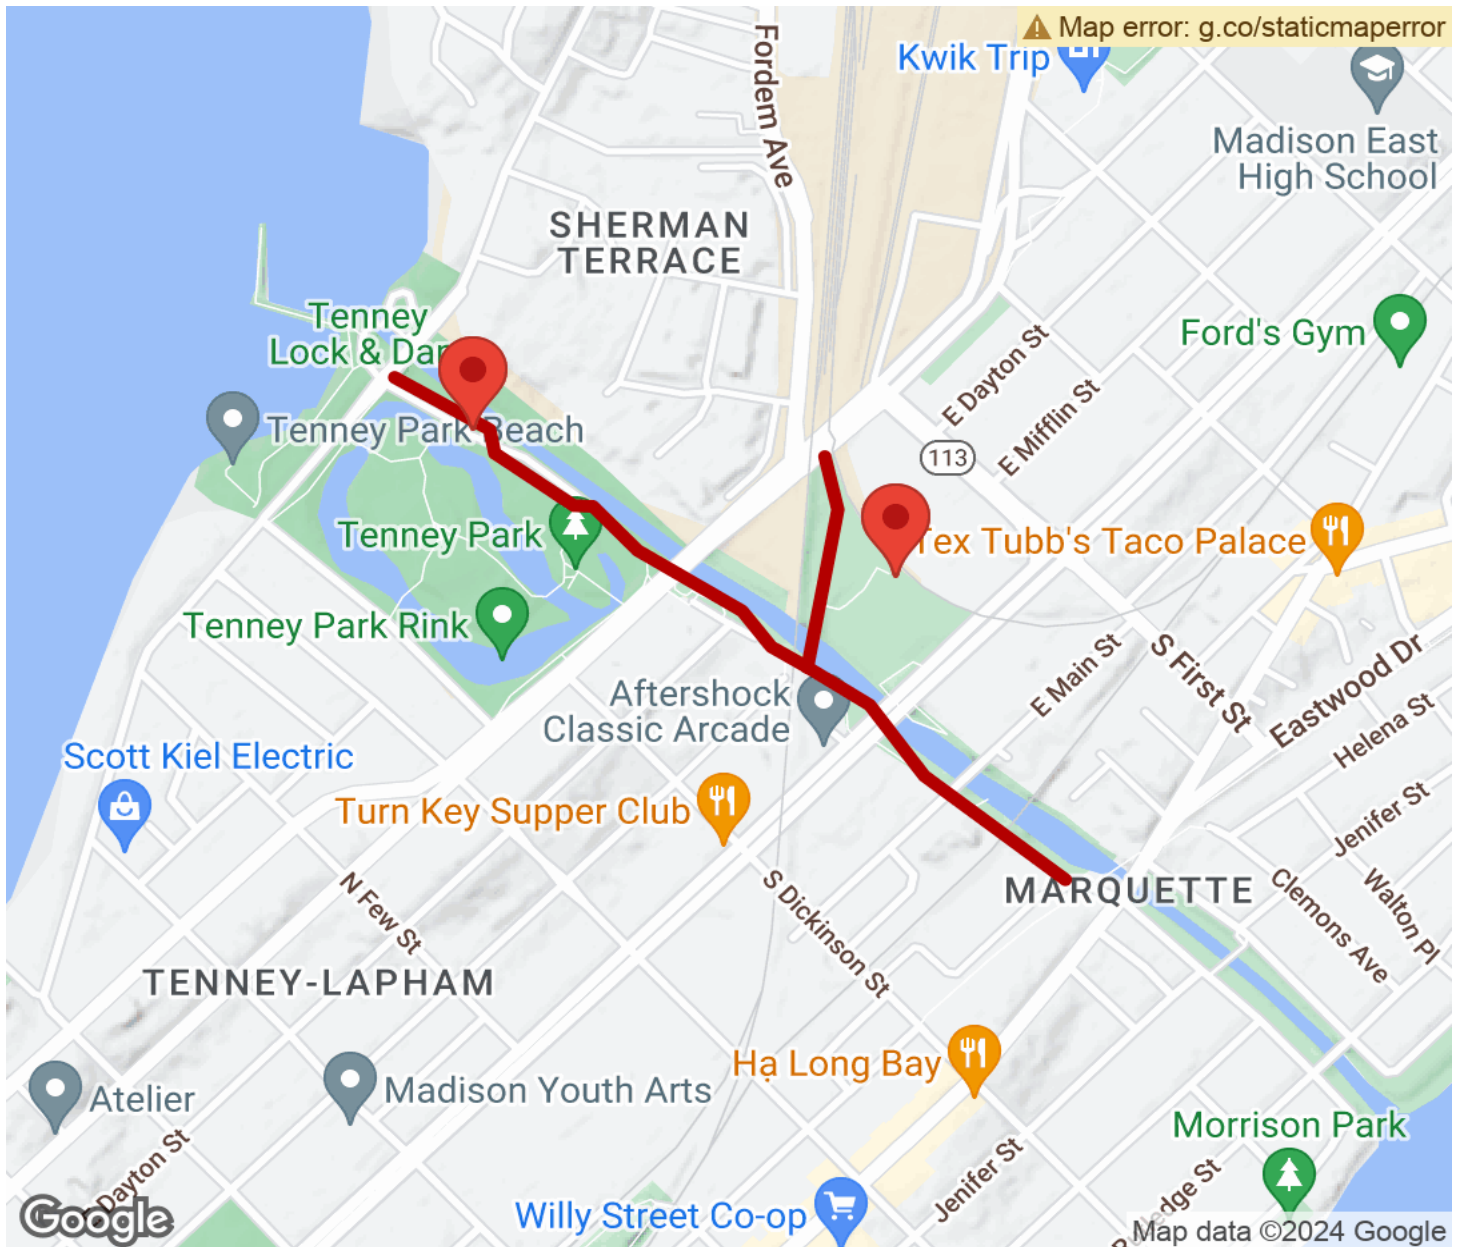 Map error: g.co/staticmaperror
Fordem Ave
Kwik Trip
Madison East
High School
SHERMAN
TERRACE
Tenney
Lock &
Ford's Gym
E Dayton St
E Mifflin St
Tenney Park Beach
113
Tenney Park
Tex Tubb's Taco Palace
Tenney Park Rink
E Main St
S First St
Eastwood Dr
Helena St
Aftershock
Classic Arcade
Scott Kiel Electric
Turn Key Supper Club
Jenifer St
MARQUETTE
Clemons Ave
Walton Pl
N Few St
S Dickinson St
TENNEY-LAPHAM
Hạ Long Bay
Atelier
Madison Youth Arts
Morrison Park
Dayton St
Jenifer St
Willy Street Co-op
Google
Map data ©2024 Google